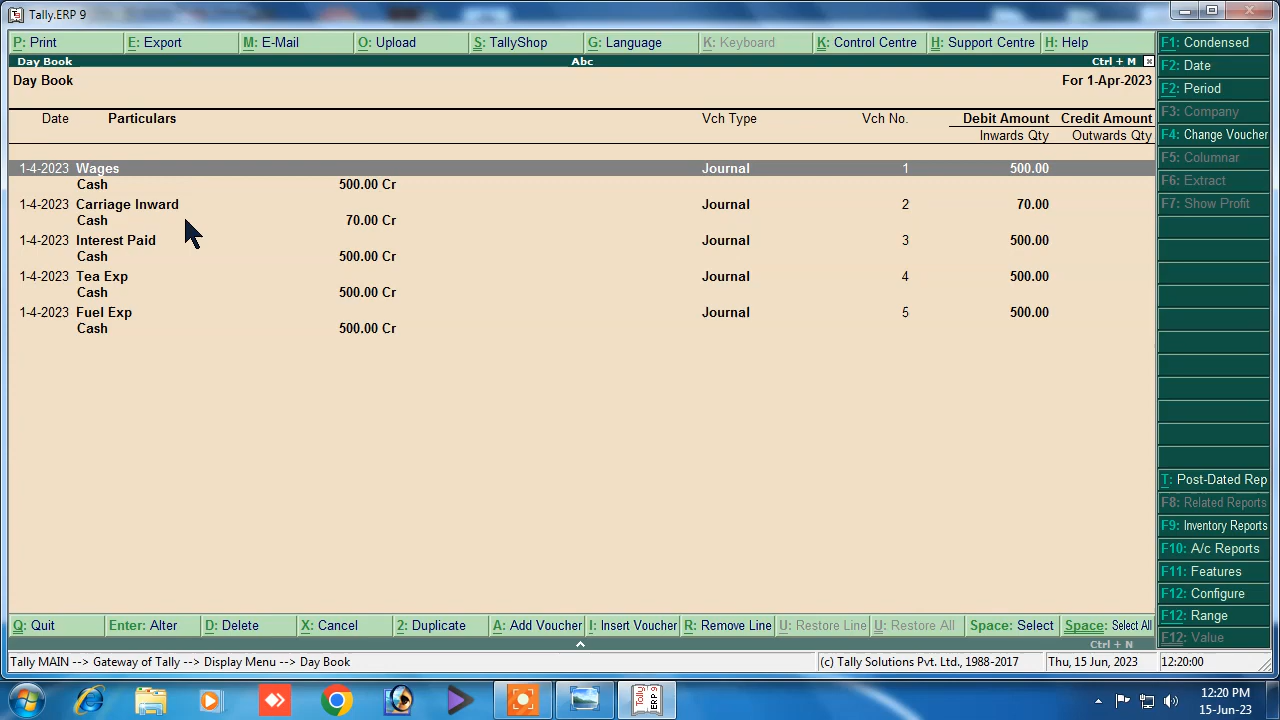 Tally.ERP 9
P: Print E: Export M: E-Mail O: Upload S: TallyShop G: Language K: Keyboard K: Control Centre H: Support Centre H: Help
Day Book Abc Ctrl + M
Day Book For 1-Apr-2023
Date Particulars Vch Type Vch No. Debit Amount Credit Amount
Inwards Qty Outwards Qty
1-4-2023 Wages Journal 1 500.00
Cash 500.00 Cr
1-4-2023 Carriage Inward Journal 2 70.00
Cash 70.00 Cr
1-4-2023 Interest Paid Journal 3 500.00
Cash 500.00 Cr
1-4-2023 Tea Exp Journal 4 500.00
Cash 500.00 Cr
1-4-2023 Fuel Exp Journal 5 500.00
Cash 500.00 Cr
F1: Condensed
F2: Date
F2: Period
F3: Company
F4: Change Voucher
F5: Columnar
F6: Extract
F7: Show Profit
T: Post-Dated Rep
F8: Related Reports
F9: Inventory Reports
F10: A/c Reports
F11: Features
F12: Configure
F12: Range
F12: Value
Q: Quit Enter: Alter D: Delete X: Cancel 2: Duplicate A: Add Voucher I: Insert Voucher R: Remove Line U: Restore Line U: Restore All Space: Select Space: Select All
Ctrl + N
Tally MAIN --> Gateway of Tally --> Display Menu --> Day Book (c) Tally Solutions Pvt. Ltd., 1988-2017 Thu, 15 Jun, 2023 12:20:00
Tally ERP 9
12:20 PM
15-Jun-23